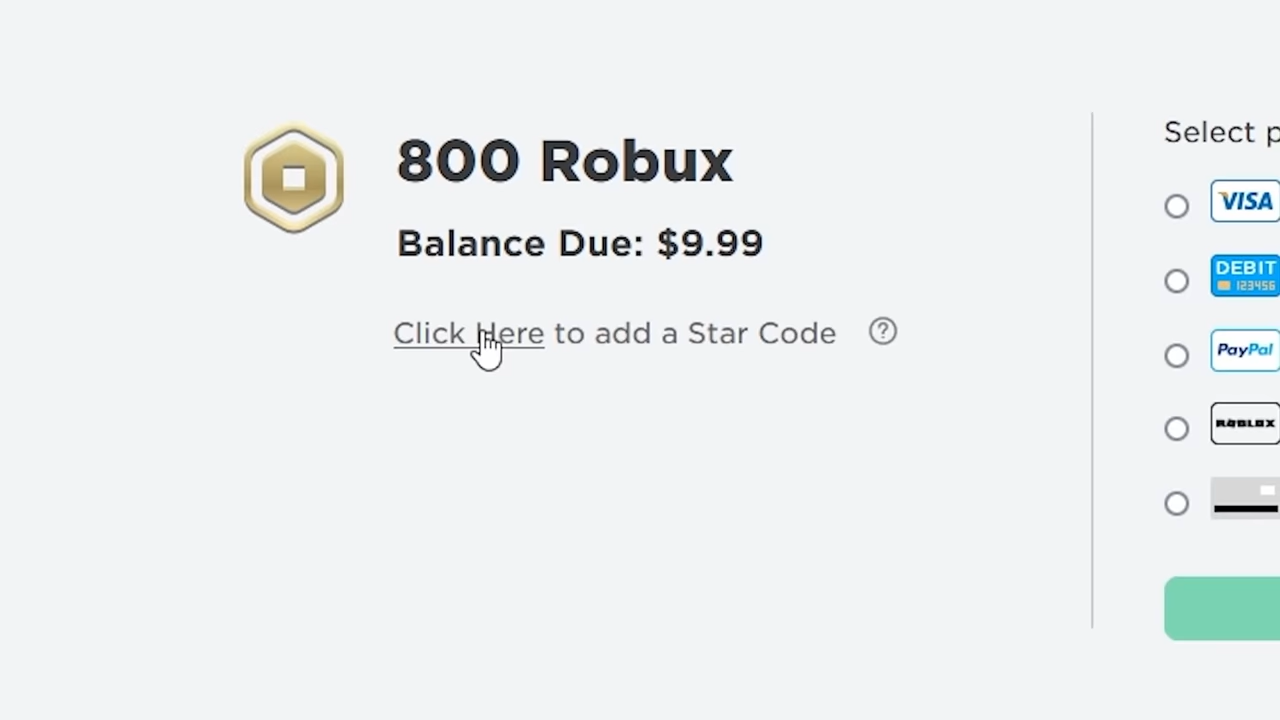 800 Robux
Balance Due: $9.99
Click Here to add a Star Code
?
Select p
VISA
DEBIT
123456
PayPal
ROBLOX